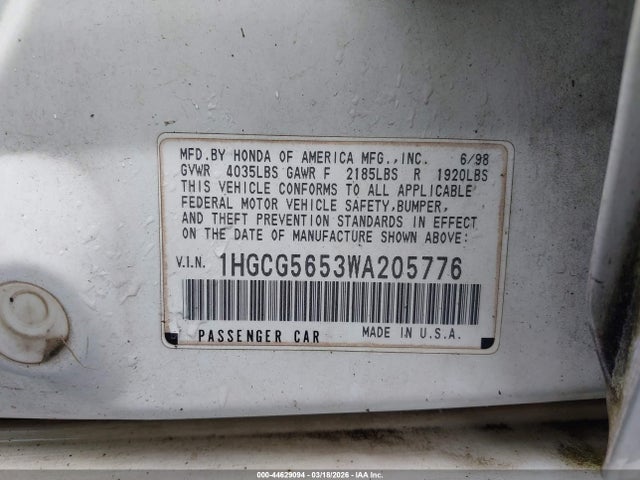 MFD.BY HONDA OF AMERICA MFG.,INC. 6/98
GVWR 4035LBS GAWR F 2185LBS R 1920LBS
THIS VEHICLE CONFORMS TO ALL APPLICABLE
FEDERAL MOTOR VEHICLE SAFETY,BUMPER,
AND THEFT PREVENTION STANDARDS IN EFFECT
ON THE DATE OF MANUFACTURE SHOWN ABOVE:
V.I.N. 1HGCG5653WA205776
PASSENGER CAR MADE IN U.S.A.
000-44629094 - 03/18/2026 - IAA Inc.